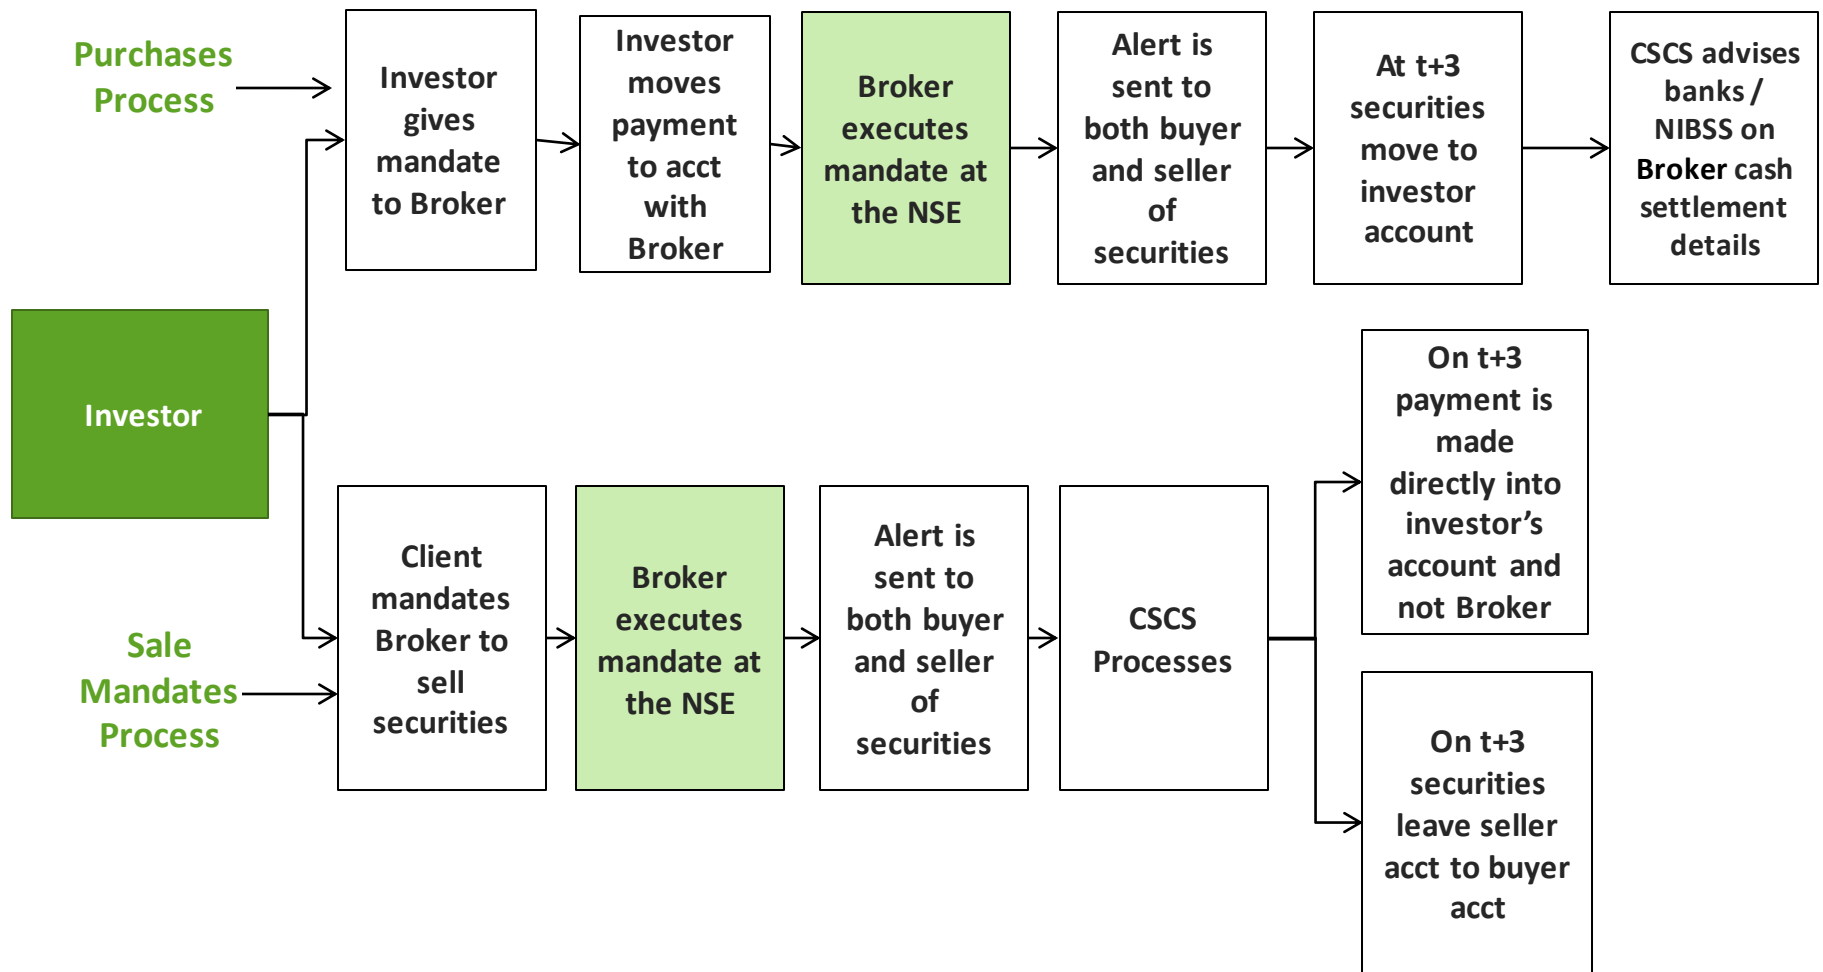 Purchases
Process
Investor
gives
mandate
to Broker
Investor
moves
payment
to acct
with
Broker
Broker
executes
mandate at
the NSE
Alert is
sent to
both buyer
and seller
of
securities
At t+3
securities
move to
investor
account
CSCS advises
banks /
NIBSS on
Broker cash
settlement
details
Investor
Sale
Mandates
Process
Client
mandates
Broker to
sell
securities
Broker
executes
mandate at
the NSE
Alert is
sent to
both buyer
and seller
of
securities
CSCS
Processes
On t+3
payment is
made
directly into
investor’s
account and
not Broker
On t+3
securities
leave seller
acct to buyer
acct